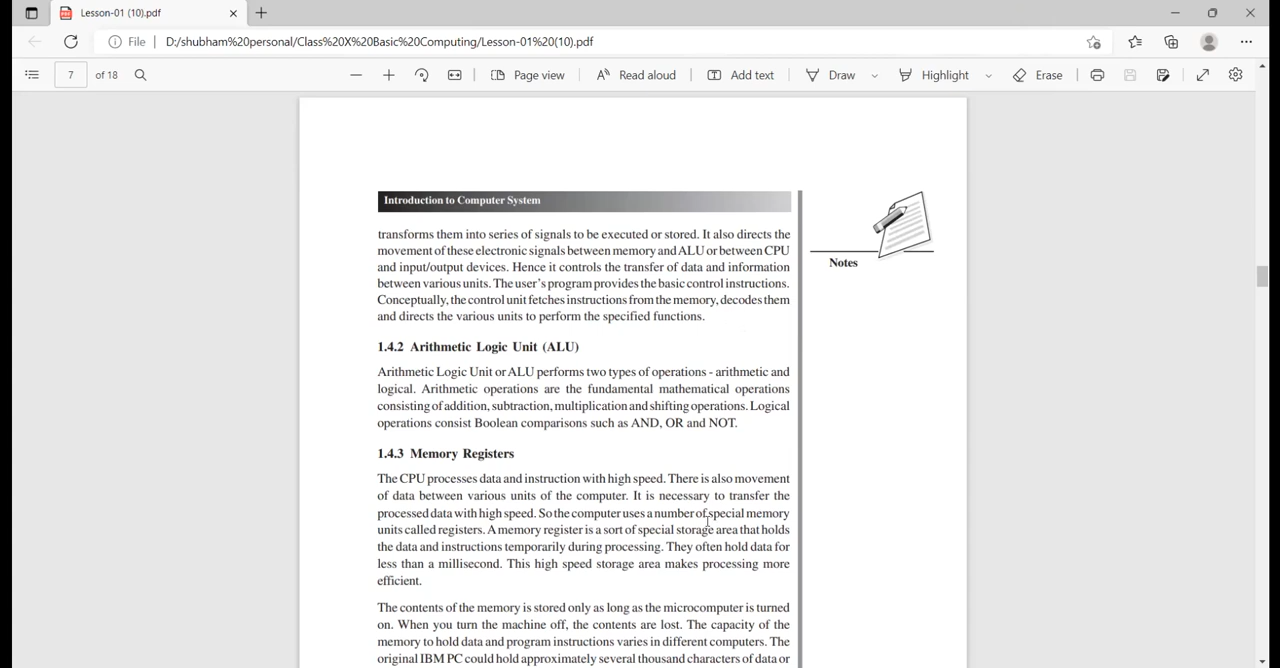 Lesson-01 (10).pdf
File D:/shubham%20personal/Class%20X%20Basic%20Computing/Lesson-01%20(10).pdf
7 of 18 Page view Read aloud Add text Draw Highlight Erase
Introduction to Computer System
transforms them into series of signals to be executed or stored. It also directs the
movement of these electronic signals between memory and ALU or between CPU
and input/output devices. Hence it controls the transfer of data and information
between various units. The user's program provides the basic control instructions.
Conceptually, the control unit fetches instructions from the memory, decodes them
and directs the various units to perform the specified functions.
1.4.2 Arithmetic Logic Unit (ALU)
Arithmetic Logic Unit or ALU performs two types of operations - arithmetic and
logical. Arithmetic operations are the fundamental mathematical operations
consisting of addition, subtraction, multiplication and shifting operations. Logical
operations consist Boolean comparisons such as AND, OR and NOT.
1.4.3 Memory Registers
The CPU processes data and instruction with high speed. There is also movement
of data between various units of the computer. It is necessary to transfer the
processed data with high speed. So the computer uses a number of special memory
units called registers. A memory register is a sort of special storage area that holds
the data and instructions temporarily during processing. They often hold data for
less than a millisecond. This high speed storage area makes processing more
efficient.
The contents of the memory is stored only as long as the microcomputer is turned
on. When you turn the machine off, the contents are lost. The capacity of the
memory to hold data and program instructions varies in different computers. The
original IBM PC could hold approximately several thousand characters of data or
Notes